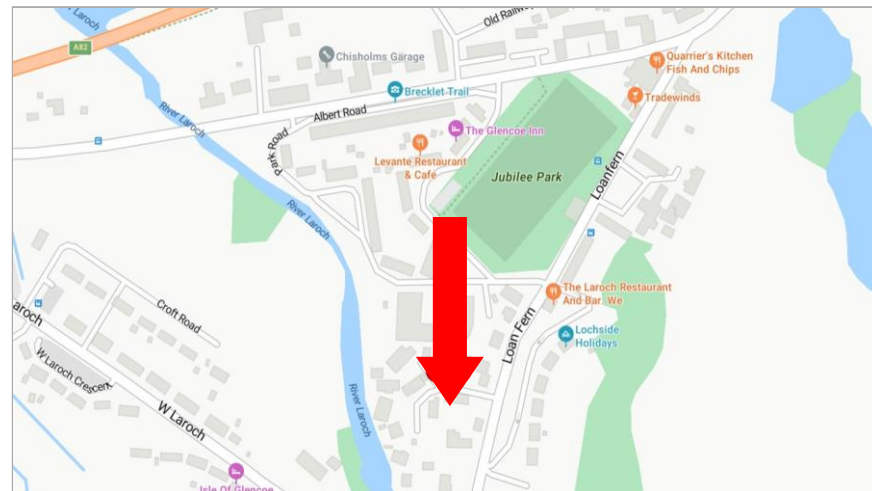 Old Railw
A82
Chisholms Garage
Quarrier's Kitchen
Fish And Chips
Brecklet Trail
Tradewinds
River Laroch
Albert Road
The Glencoe Inn
Park Road
Levante Restaurant
& Cafe
Jubilee Park
Loanfern
River Laroch
The Laroch Restaurant
And Bar. We
Croft Road
aroch
Loan Fern
Lochside
Holidays
W Laroch Crescent
River Laroch
W Laroch
Isle Of Glencoe